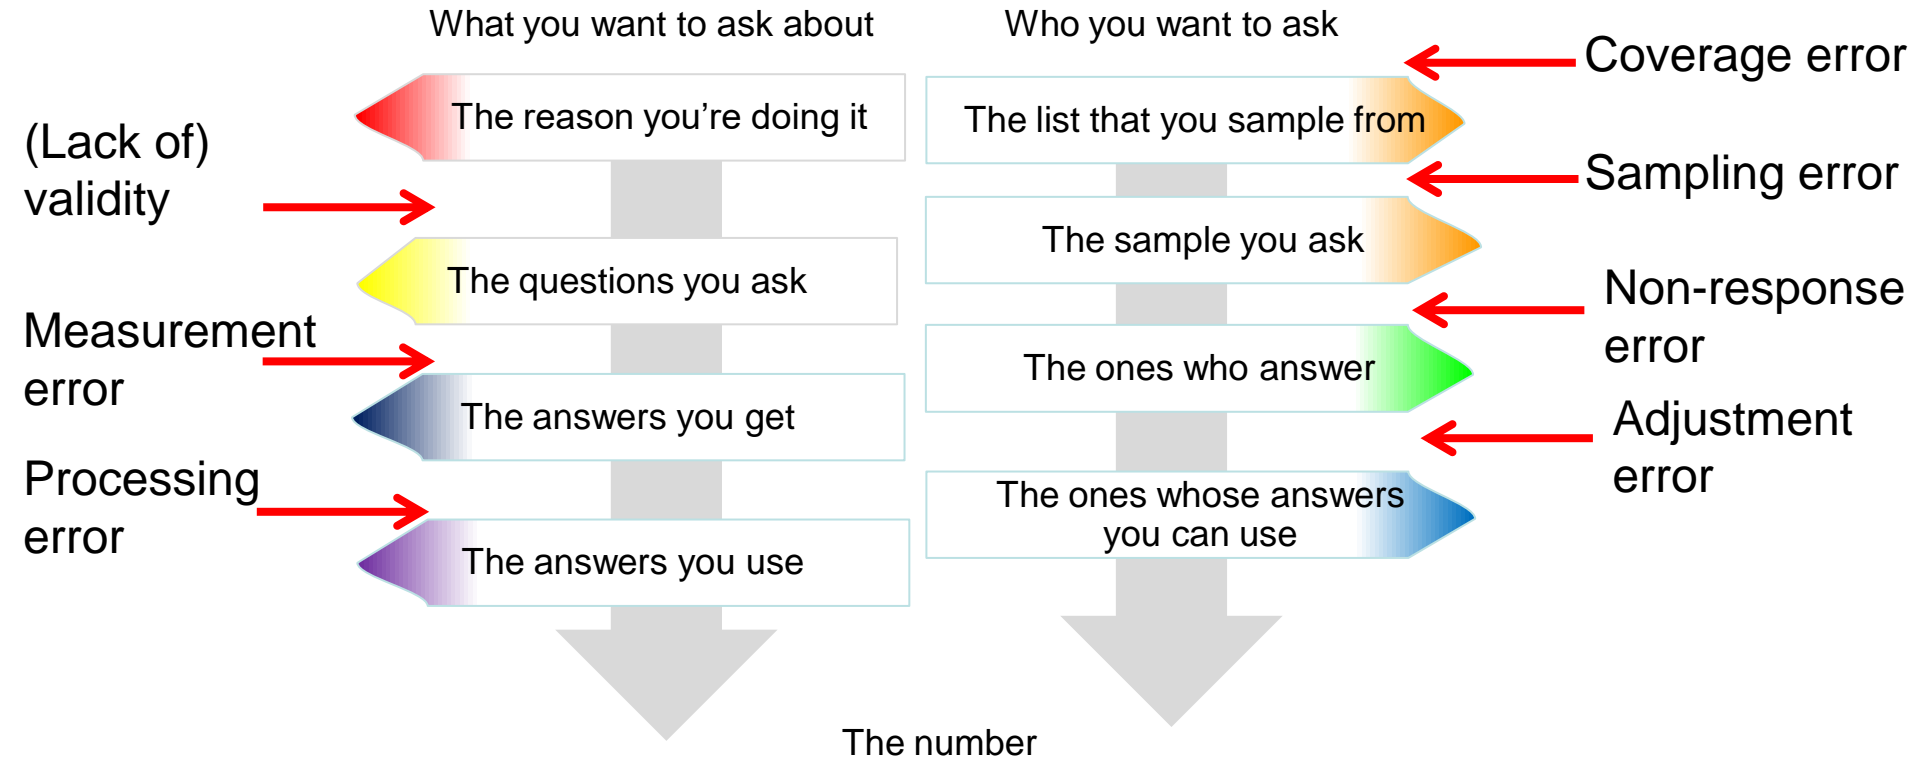 What you want to ask about
Who you want to ask
Coverage error
The reason you're doing it
The list that you sample from
(Lack of)
validity
Sampling error
The sample you ask
The questions you ask
Non-response
error
Measurement
error
The ones who answer
The answers you get
Adjustment
error
Processing
error
The ones whose answers
you can use
The answers you use
The number